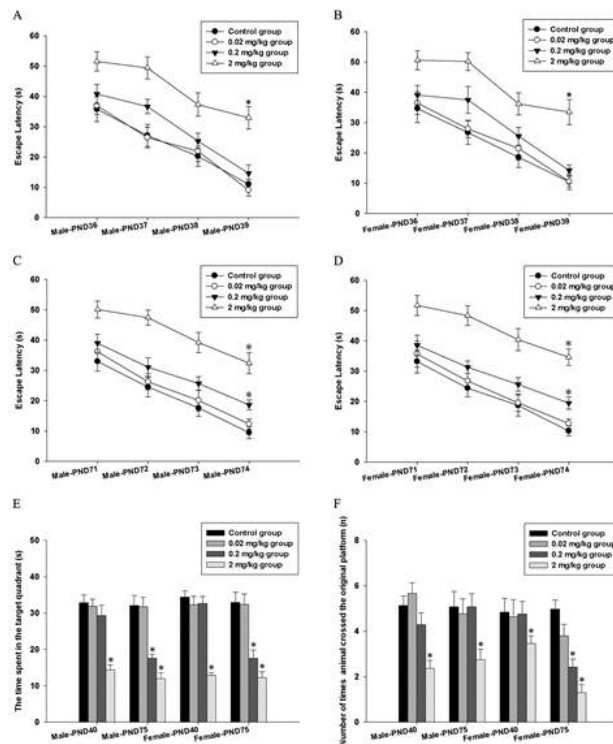 A
Control group
0.02 mg/kg group
0.2 mg/kg group
2 mg/kg group
Escape Latency (s)
60
50
40
30
20
10
0
*
Male-PND36
Male-PND37
Male-PND38
Male-PND39
B
Control group
0.02 mg/kg group
0.2 mg/kg group
2 mg/kg group
Escape Latency (s)
60
50
40
30
20
10
0
*
Female-PND36
Female-PND37
Female-PND38
Female-PND39
C
Control group
0.02 mg/kg group
0.2 mg/kg group
2 mg/kg group
Escape Latency (s)
60
50
40
30
20
10
0
*
*
Male-PND71
Male-PND72
Male-PND73
Male-PND74
D
Control group
0.02 mg/kg group
0.2 mg/kg group
2 mg/kg group
Escape Latency (s)
60
50
40
30
20
10
0
*
*
Female-PND71
Female-PND72
Female-PND73
Female-PND74
E
Control group
0.02 mg/kg group
0.2 mg/kg group
2 mg/kg group
The time spent in the target quadrant (s)
50
40
30
20
10
0
*
*
*
*
*
*
Male-PND40
Male-PND75
Female-PND40
Female-PND75
F
Control group
0.02 mg/kg group
0.2 mg/kg group
2 mg/kg group
Number of times animal crossed the original platform (n)
10
8
6
4
2
0
*
*
*
*
*
Male-PND40
Male-PND75
Female-PND40
Female-PND75